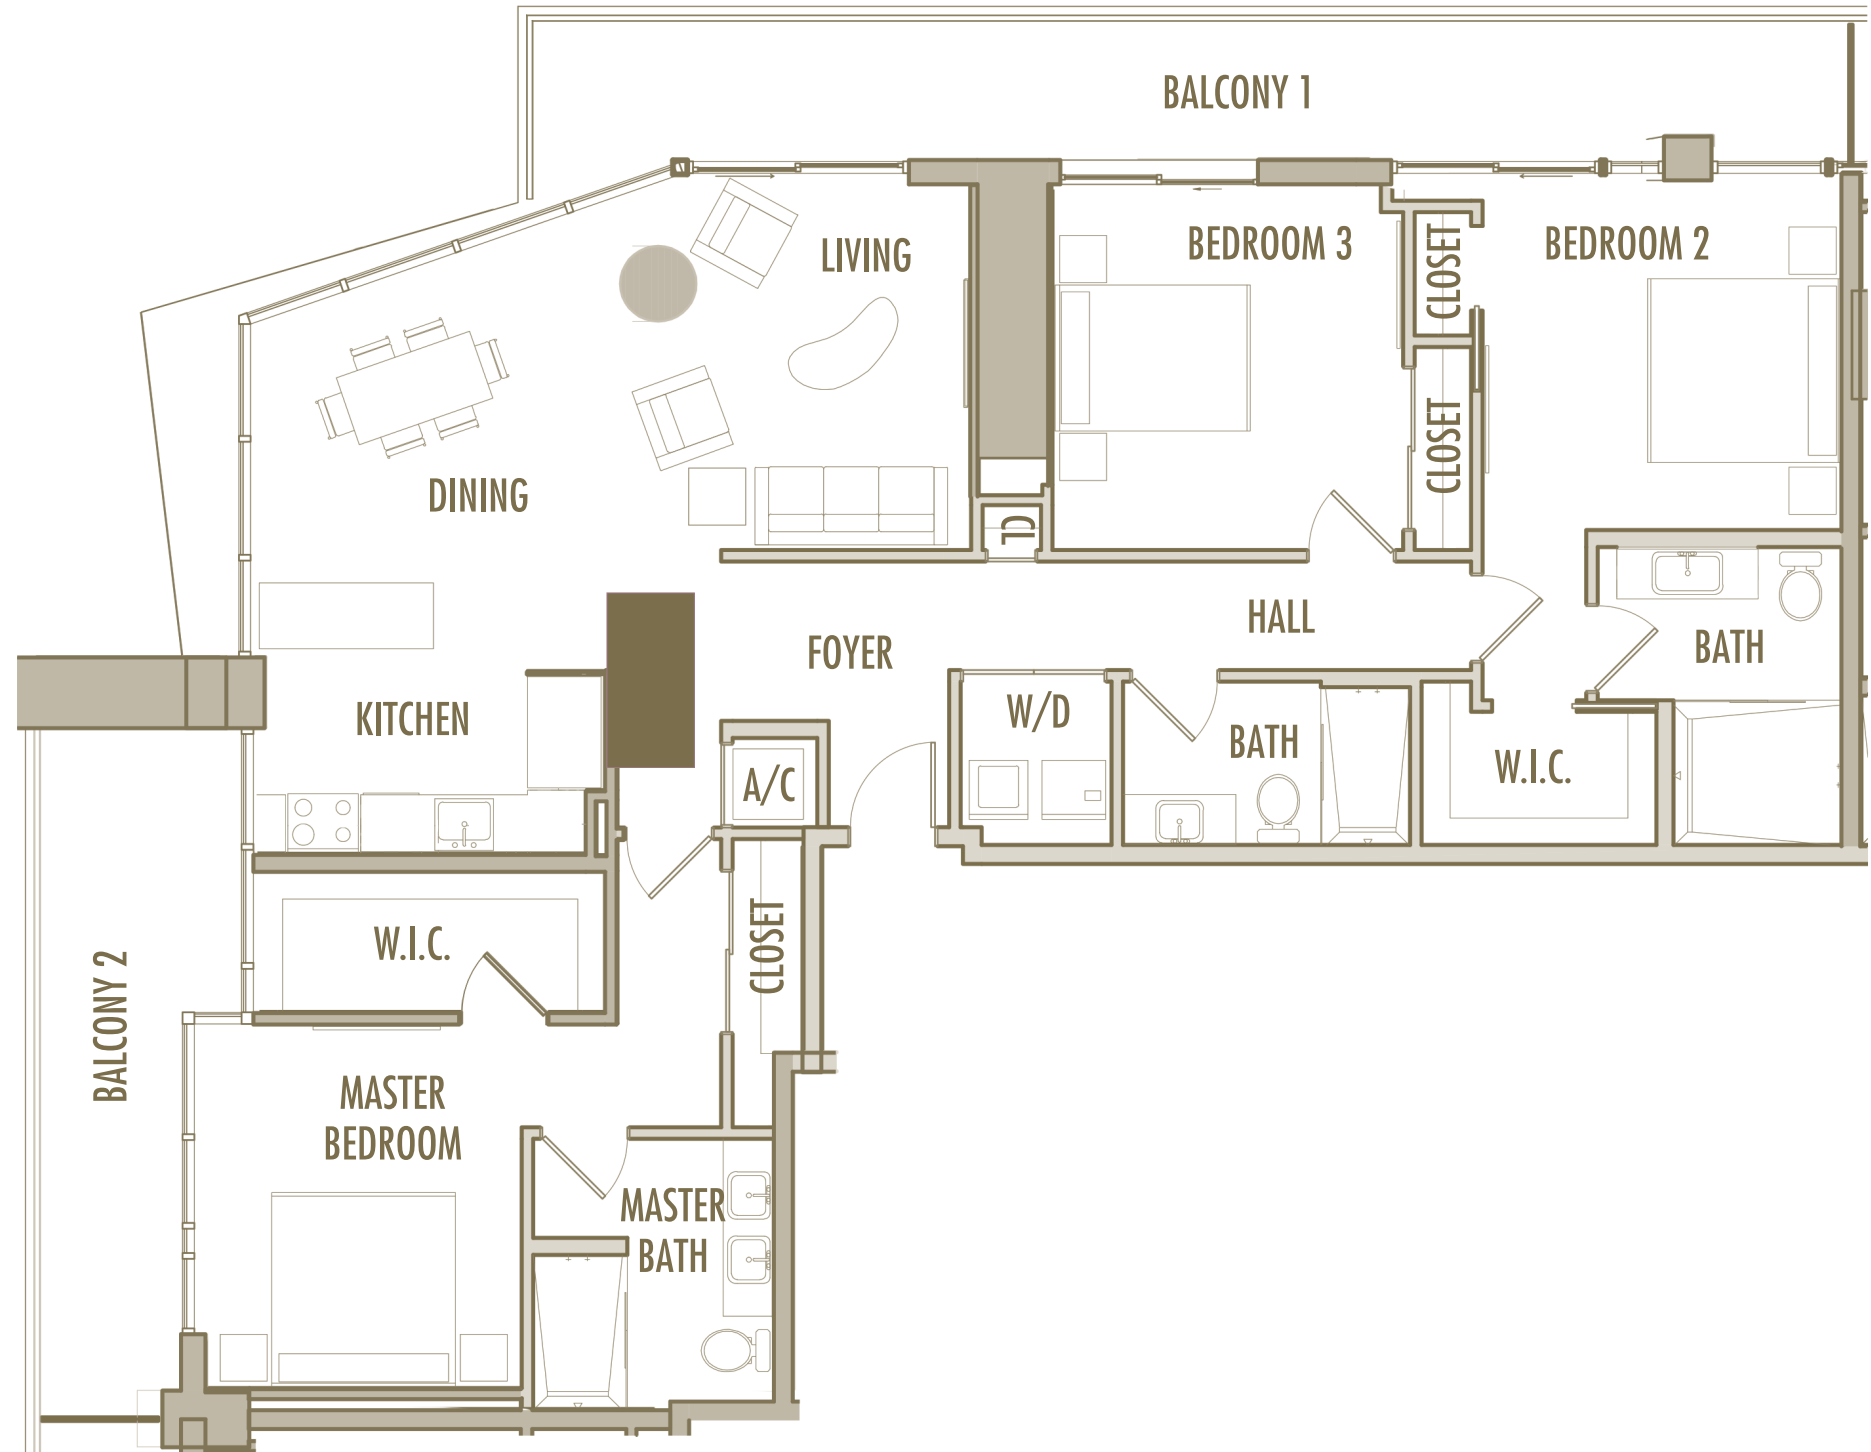 BALCONY 1
LIVING
BEDROOM 3
CLOSET
BEDROOM 2
CLOSET
DINING
CL
HALL
FOYER
BATH
KITCHEN
W/D
BATH
W.I.C.
A/C
W.I.C.
CLOSET
BALCONY 2
MASTER
BEDROOM
MASTER
BATH